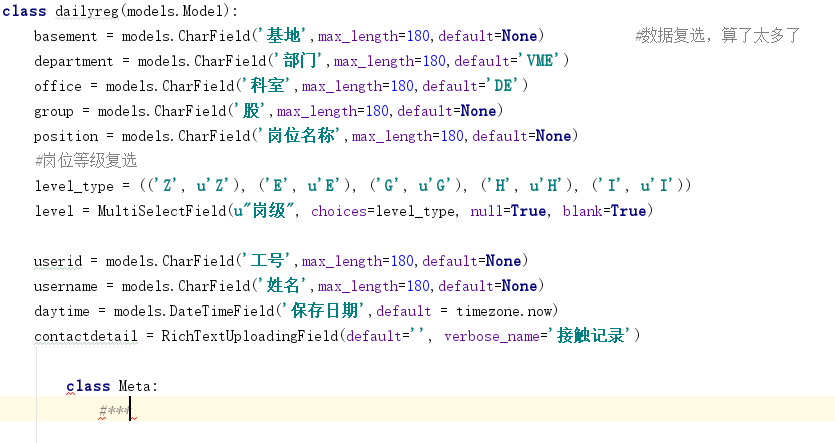 class dailyreg(models.Model):
    basement = models.CharField('基地',max_length=180,default=None)            #数据复选，算了太多了
    department = models.CharField('部门',max_length=180,default='VME')
    office = models.CharField('科室',max_length=180,default='DE')
    group = models.CharField('股',max_length=180,default=None)
    position = models.CharField('岗位名称',max_length=180,default=None)
    #岗位等级复选
    level_type = (('Z', u'Z'), ('E', u'E'), ('G', u'G'), ('H', u'H'), ('I', u'I'))
    level = MultiSelectField(u"岗级", choices=level_type, null=True, blank=True)
    userid = models.CharField('工号',max_length=180,default=None)
    username = models.CharField('姓名',max_length=180,default=None)
    daytime = models.DateTimeField('保存日期',default = timezone.now)
    contactdetail = RichTextUploadingField(default='', verbose_name='接触记录')
        class Meta:
            #***